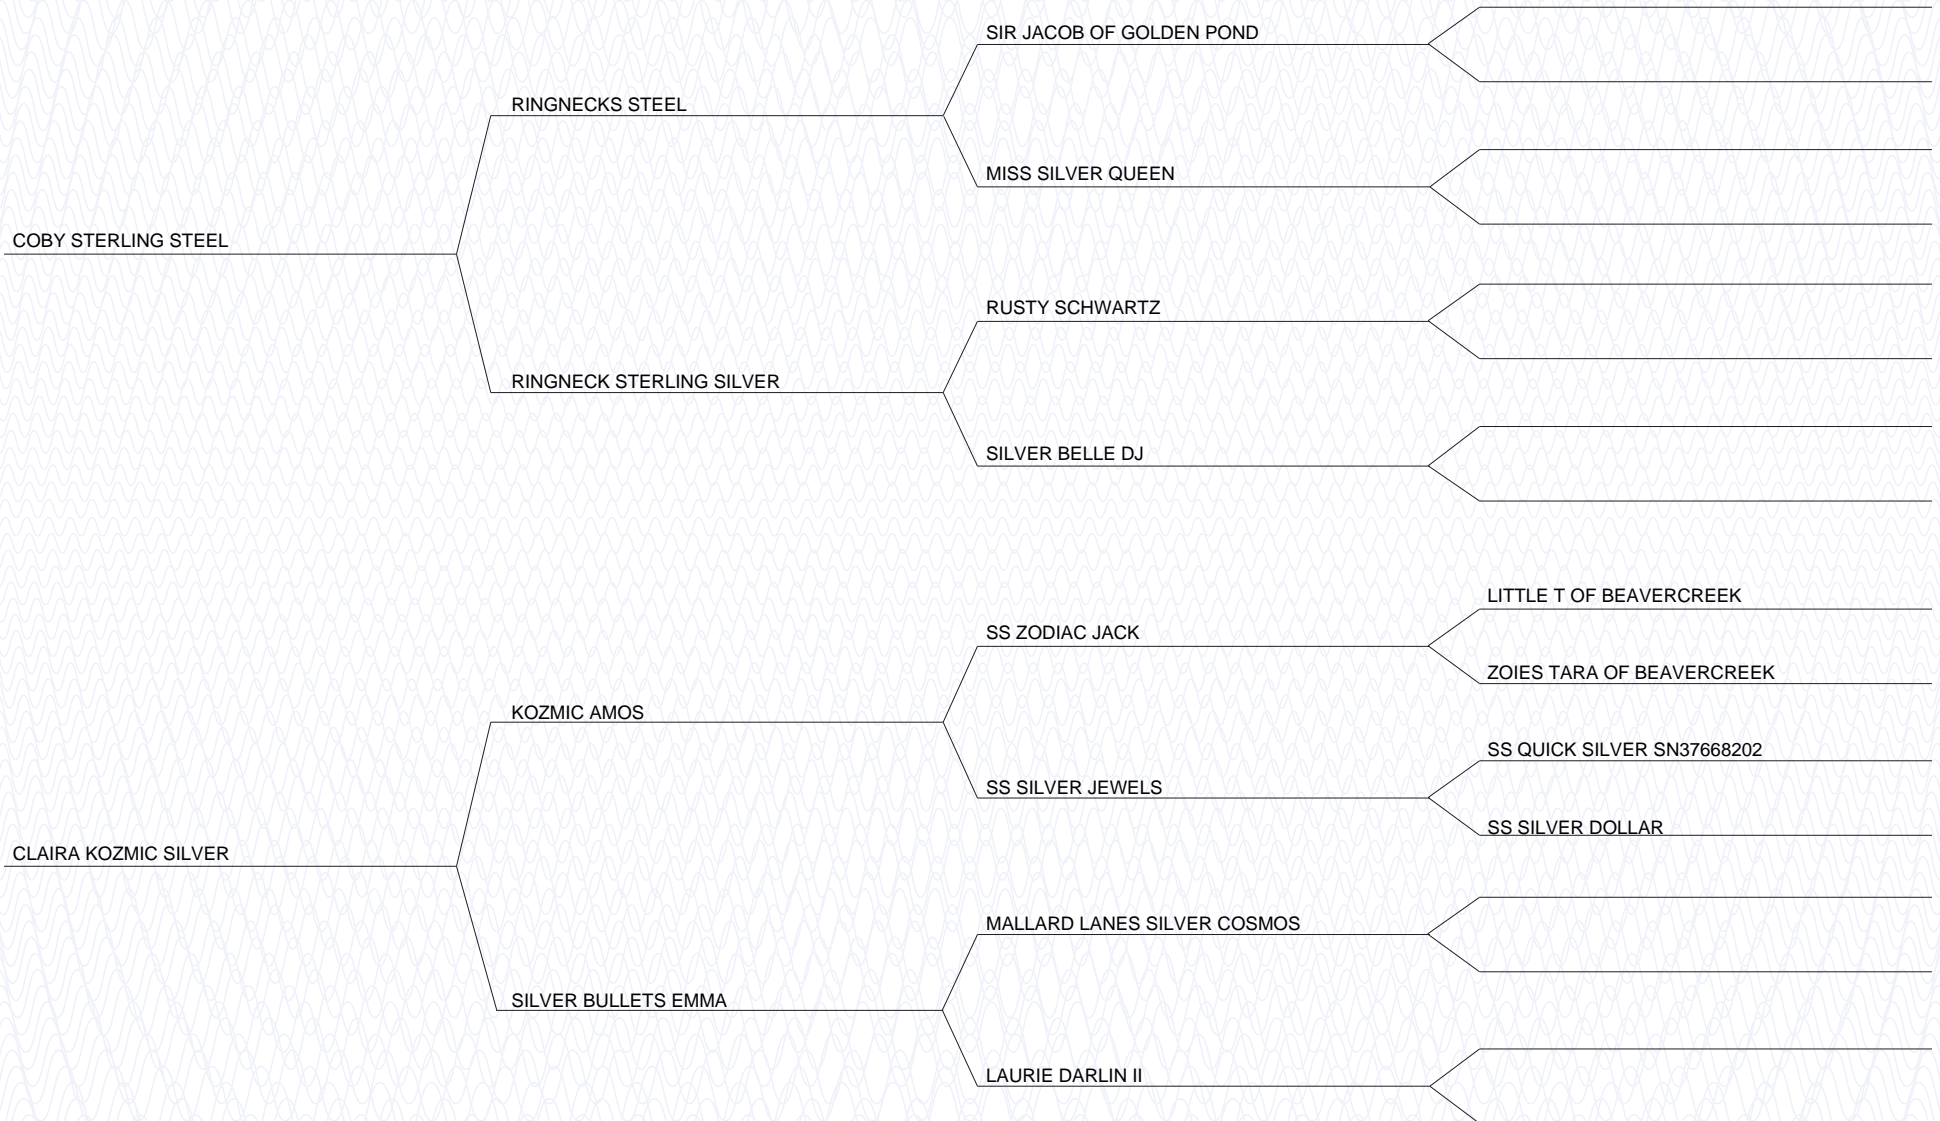 SIR JACOB OF GOLDEN POND
RINGNECKS STEEL
MISS SILVER QUEEN
COBY STERLING STEEL
RUSTY SCHWARTZ
RINGNECK STERLING SILVER
SILVER BELLE DJ
LITTLE T OF BEAVERCREEK
SS ZODIAC JACK
ZOIES TARA OF BEAVERCREEK
KOZMIC AMOS
SS QUICK SILVER SN37668202
SS SILVER JEWELS
SS SILVER DOLLAR
CLAIRA KOZMIC SILVER
MALLARD LANES SILVER COSMOS
SILVER BULLETS EMMA
LAURIE DARLIN II